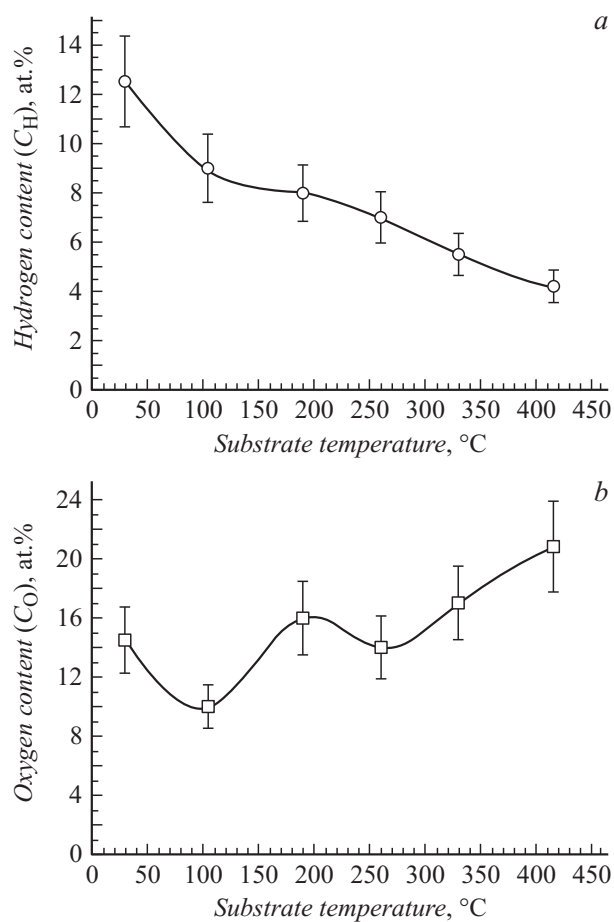 a
14
12
10
8
6
4
2
0
Hydrogen content (C_H), at.%
0 50 100 150 200 250 300 350 400 450
Substrate temperature, °C
b
24
20
16
12
8
4
0
Oxygen content (C_O), at.%
0 50 100 150 200 250 300 350 400 450
Substrate temperature, °C